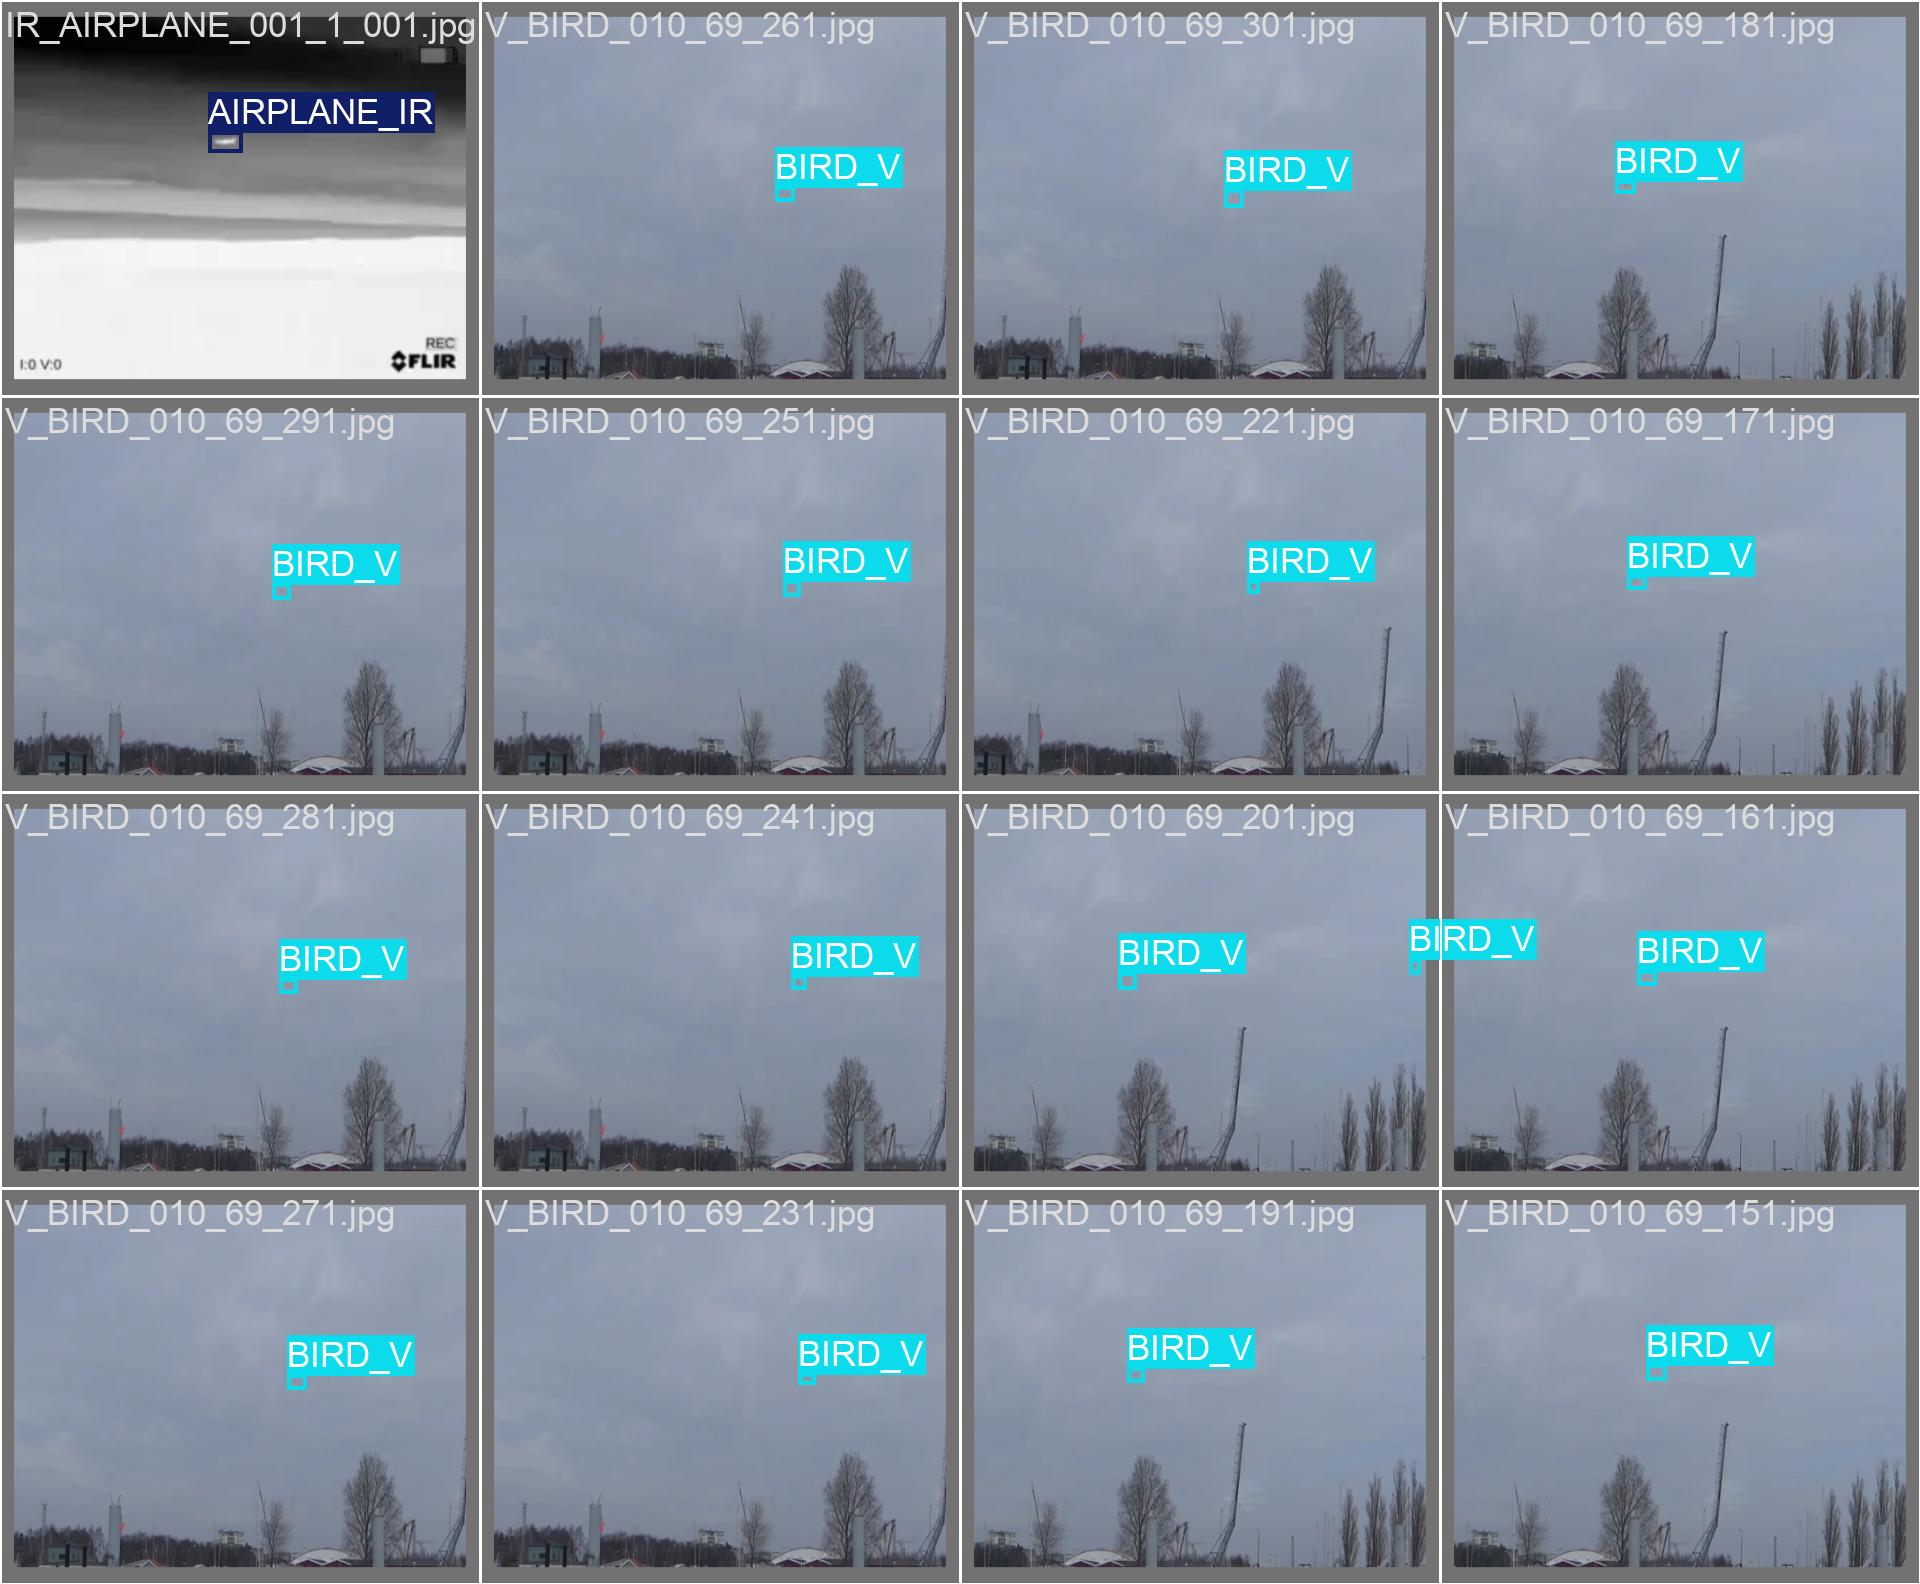 IR_AIRPLANE_001_1_001.jpg
AIRPLANE_IR
REC
FLIR
I:0 V:0
V_BIRD_010_69_261.jpg
BIRD_V
V_BIRD_010_69_301.jpg
BIRD_V
V_BIRD_010_69_181.jpg
BIRD_V
V_BIRD_010_69_291.jpg
BIRD_V
V_BIRD_010_69_251.jpg
BIRD_V
V_BIRD_010_69_221.jpg
BIRD_V
V_BIRD_010_69_171.jpg
BIRD_V
V_BIRD_010_69_281.jpg
BIRD_V
V_BIRD_010_69_241.jpg
BIRD_V
V_BIRD_010_69_201.jpg
BIRD_V
BIRD_V
V_BIRD_010_69_161.jpg
BIRD_V
V_BIRD_010_69_271.jpg
BIRD_V
V_BIRD_010_69_231.jpg
BIRD_V
V_BIRD_010_69_191.jpg
BIRD_V
V_BIRD_010_69_151.jpg
BIRD_V